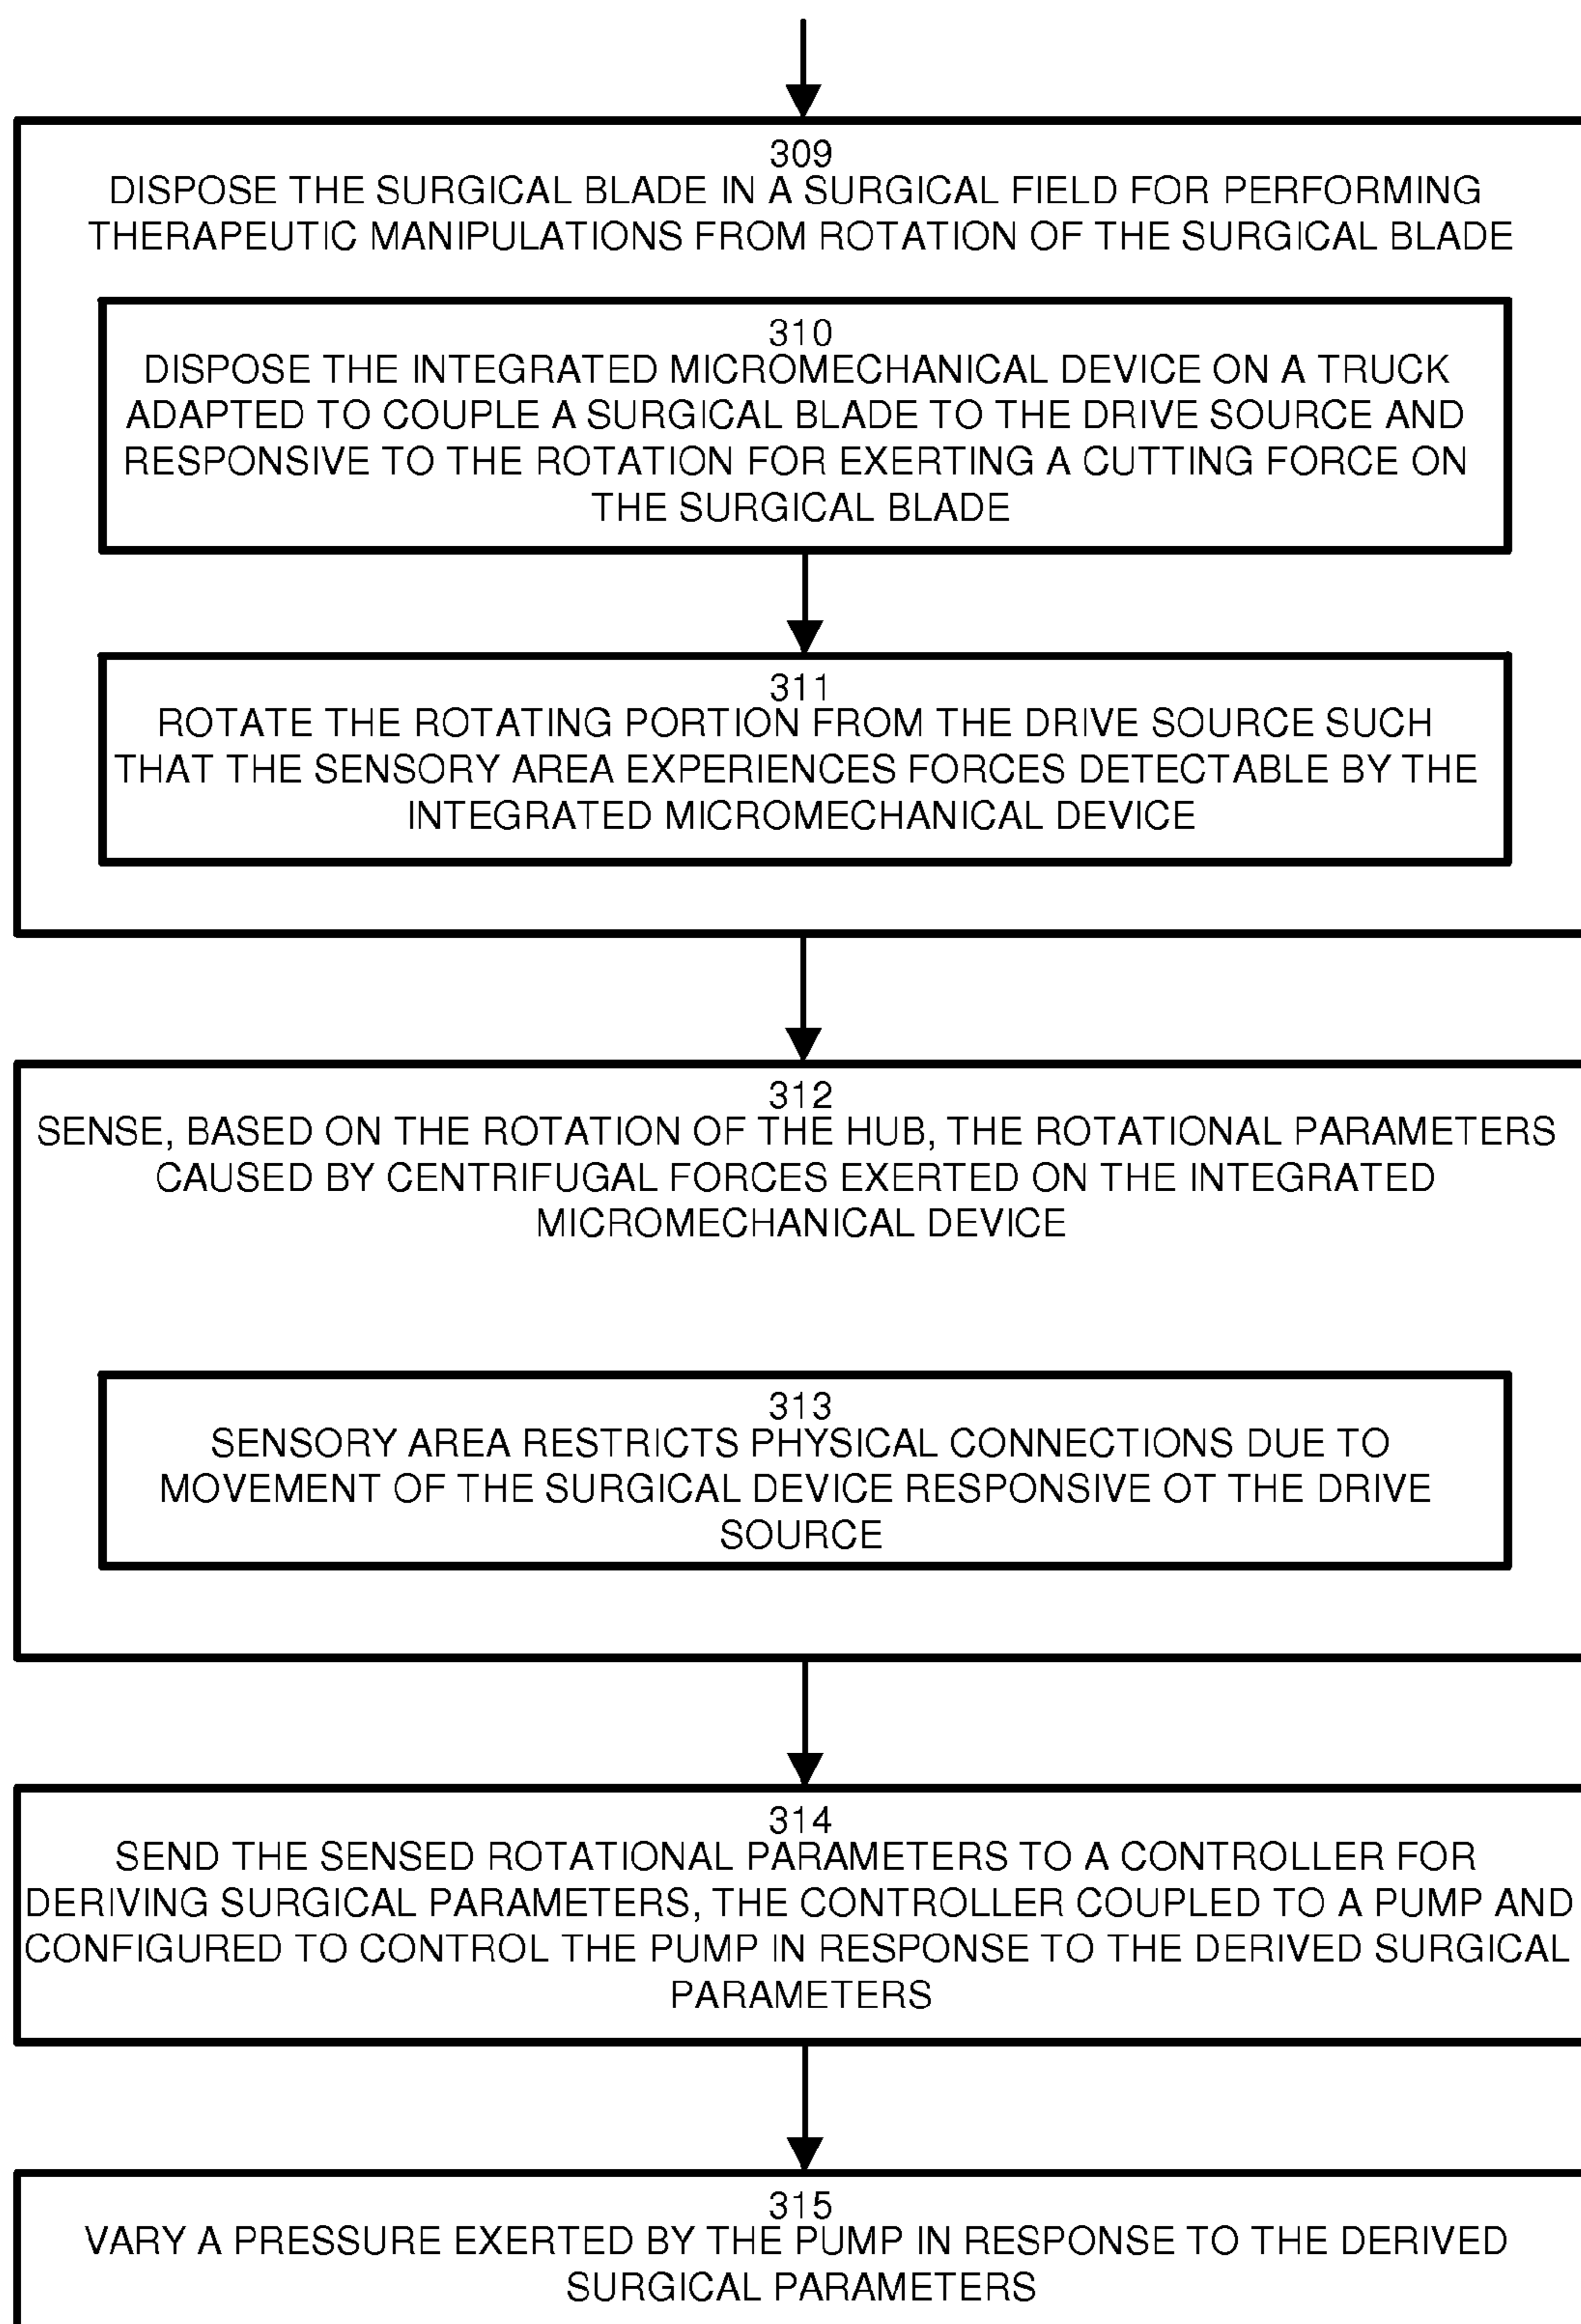 309
DISPOSE THE SURGICAL BLADE IN A SURGICAL FIELD FOR PERFORMING
THERAPEUTIC MANIPULATIONS FROM ROTATION OF THE SURGICAL BLADE
310
DISPOSE THE INTEGRATED MICROMECHANICAL DEVICE ON A TRUCK
ADAPTED TO COUPLE A SURGICAL BLADE TO THE DRIVE SOURCE AND
RESPONSIVE TO THE ROTATION FOR EXERTING A CUTTING FORCE ON
THE SURGICAL BLADE
311
ROTATE THE ROTATING PORTION FROM THE DRIVE SOURCE SUCH
THAT THE SENSORY AREA EXPERIENCES FORCES DETECTABLE BY THE
INTEGRATED MICROMECHANICAL DEVICE
312
SENSE, BASED ON THE ROTATION OF THE HUB, THE ROTATIONAL PARAMETERS
CAUSED BY CENTRIFUGAL FORCES EXERTED ON THE INTEGRATED
MICROMECHANICAL DEVICE
313
SENSORY AREA RESTRICTS PHYSICAL CONNECTIONS DUE TO
MOVEMENT OF THE SURGICAL DEVICE RESPONSIVE OT THE DRIVE
SOURCE
314
SEND THE SENSED ROTATIONAL PARAMETERS TO A CONTROLLER FOR
DERIVING SURGICAL PARAMETERS, THE CONTROLLER COUPLED TO A PUMP AND
CONFIGURED TO CONTROL THE PUMP IN RESPONSE TO THE DERIVED SURGICAL
PARAMETERS
315
VARY A PRESSURE EXERTED BY THE PUMP IN RESPONSE TO THE DERIVED
SURGICAL PARAMETERS